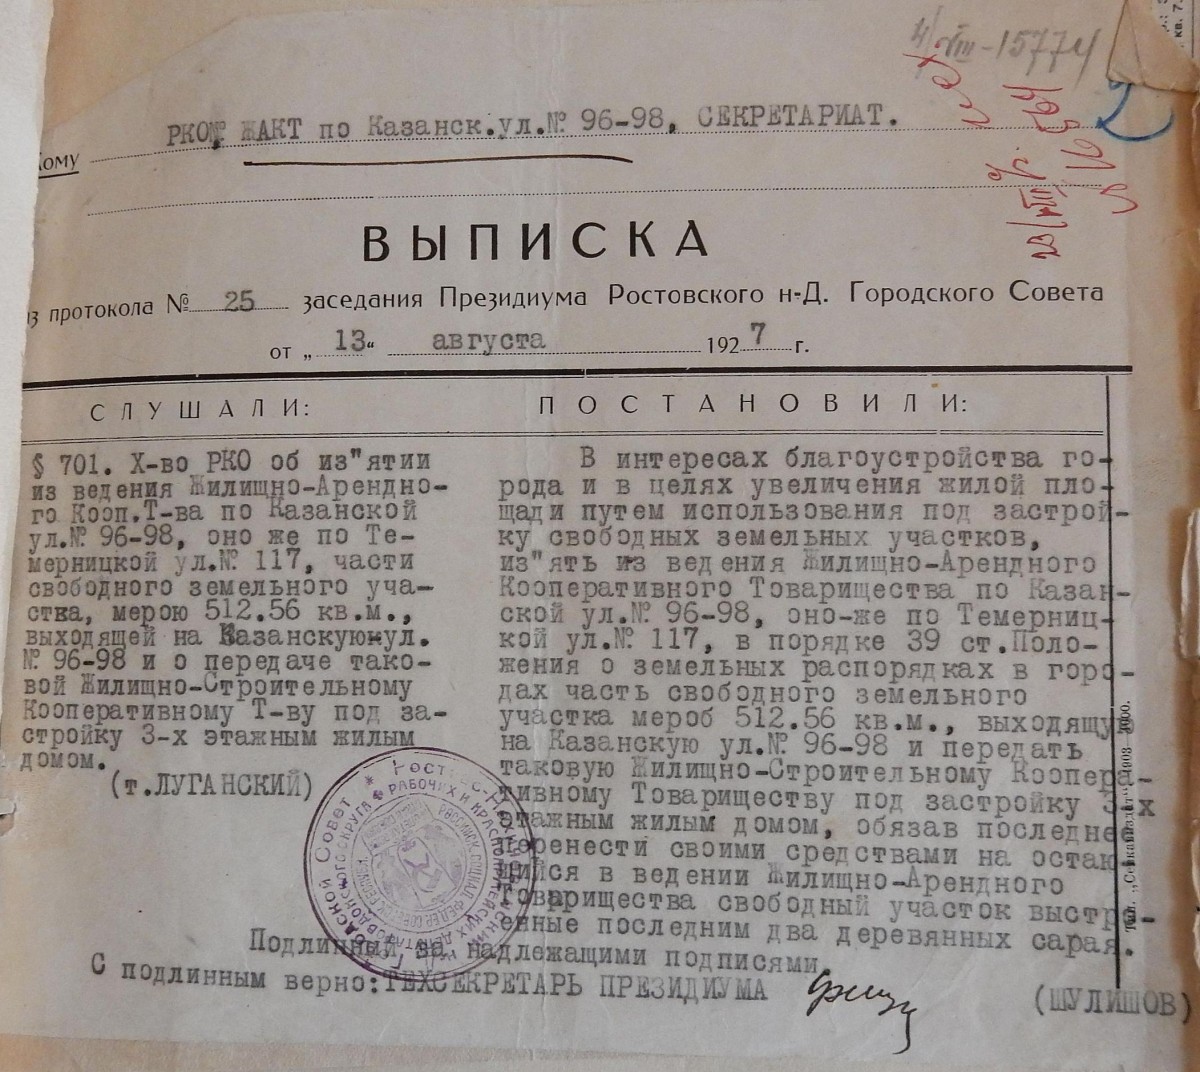 4/VIII-15774
2
РКО, ЖАКТ по Казанск.ул.№ 96-98, СЕКРЕТАРИАТ.
Кому
ВЫПИСКА
из протокола № 25 заседания Президиума Ростовского н-Д. Городского Совета
от „ 13 “ августа 1927 г.
СЛУШАЛИ:
§ 701. Х-во РКО об из"ятии
из ведения Жилищно-Арендно-
го Кооп.Т-ва по Казанской
ул.№ 96-98, оно же по Те-
мерницкой ул.№ 117, части
свободного земельного уча-
стка, мерою 512.56 кв.м.,
выходящей на Казанскую ул.
№ 96-98 и о передаче тако-
вой Жилищно-Строительному
Кооперативному Т-ву под за-
стройку 3-х этажным жилым
домом.
(т.ЛУГАНСКИЙ)
ПОСТАНОВИЛИ:
В интересах благоустройства го-
рода и в целях увеличения жилой пло-
щади путем использования под застрой-
ку свободных земельных участков,
из"ять из ведения Жилищно-Арендного
Кооперативного Товарищества по Казан-
ской ул.№ 96-98, оно-же по Темерниц-
кой ул.№ 117, в порядке 39 ст.Поло-
жения о земельных распорядках в горо-
дах часть свободного земельного
участка мероб 512.56 кв.м., выходящую
на Казанскую ул.№ 96-98 и передать
таковую Жилищно-Строительному Коопера-
тивному Товариществу под застройку 3-х
этажным жилым домом, обязав последнее
перенести своими средствами на остаю-
щийся в ведении Жилищно-Арендного
Товарищества свободный участок выстро-
енные последним два деревянных сарая.
Подлинный за надлежащими подписями.
С подлинным верно: ТЕХСЕКРЕТАРЬ ПРЕЗИДИУМА (ШУЛИШОВ)